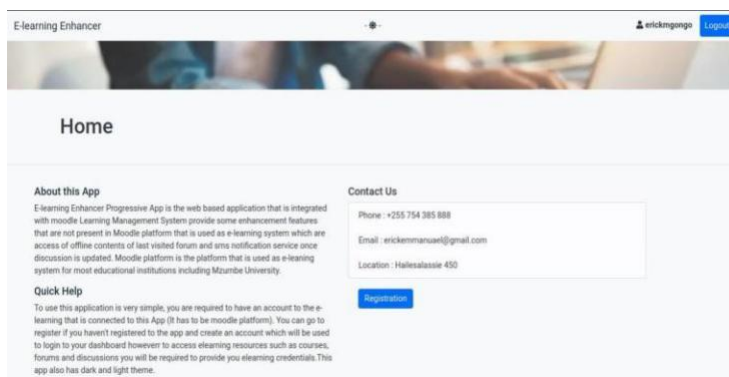 E-learning Enhancer
erickmgongo
Logout
Home
About this App
E-learning Enhancer Progressive App is the web based application that is integrated
with moodle Learning Management System provide some enhancement features
that are not present in Moodle platform that is used as e-learning system which are
access of offline contents of last visited forum and sms notification service once
discussion is updated. Moodle platform is the platform that is used as e-leaning
system for most educational institutions including Mzumbe University.
Quick Help
To use this application is very simple, you are required to have an account to the e-
learning that is connected to this App (It has to be moodle platform). You can go to
register if you haven't registered to the app and create an account which will be used
to login to your dashboard howeverr to access elearning resources such as courses,
forums and discussions you will be required to provide you elearning credentials.This
app also has dark and light theme.
Contact Us
Phone : +255 754 385 888
Email : erickemmanuael@gmail.com
Location : Hailesalassie 450
Registration